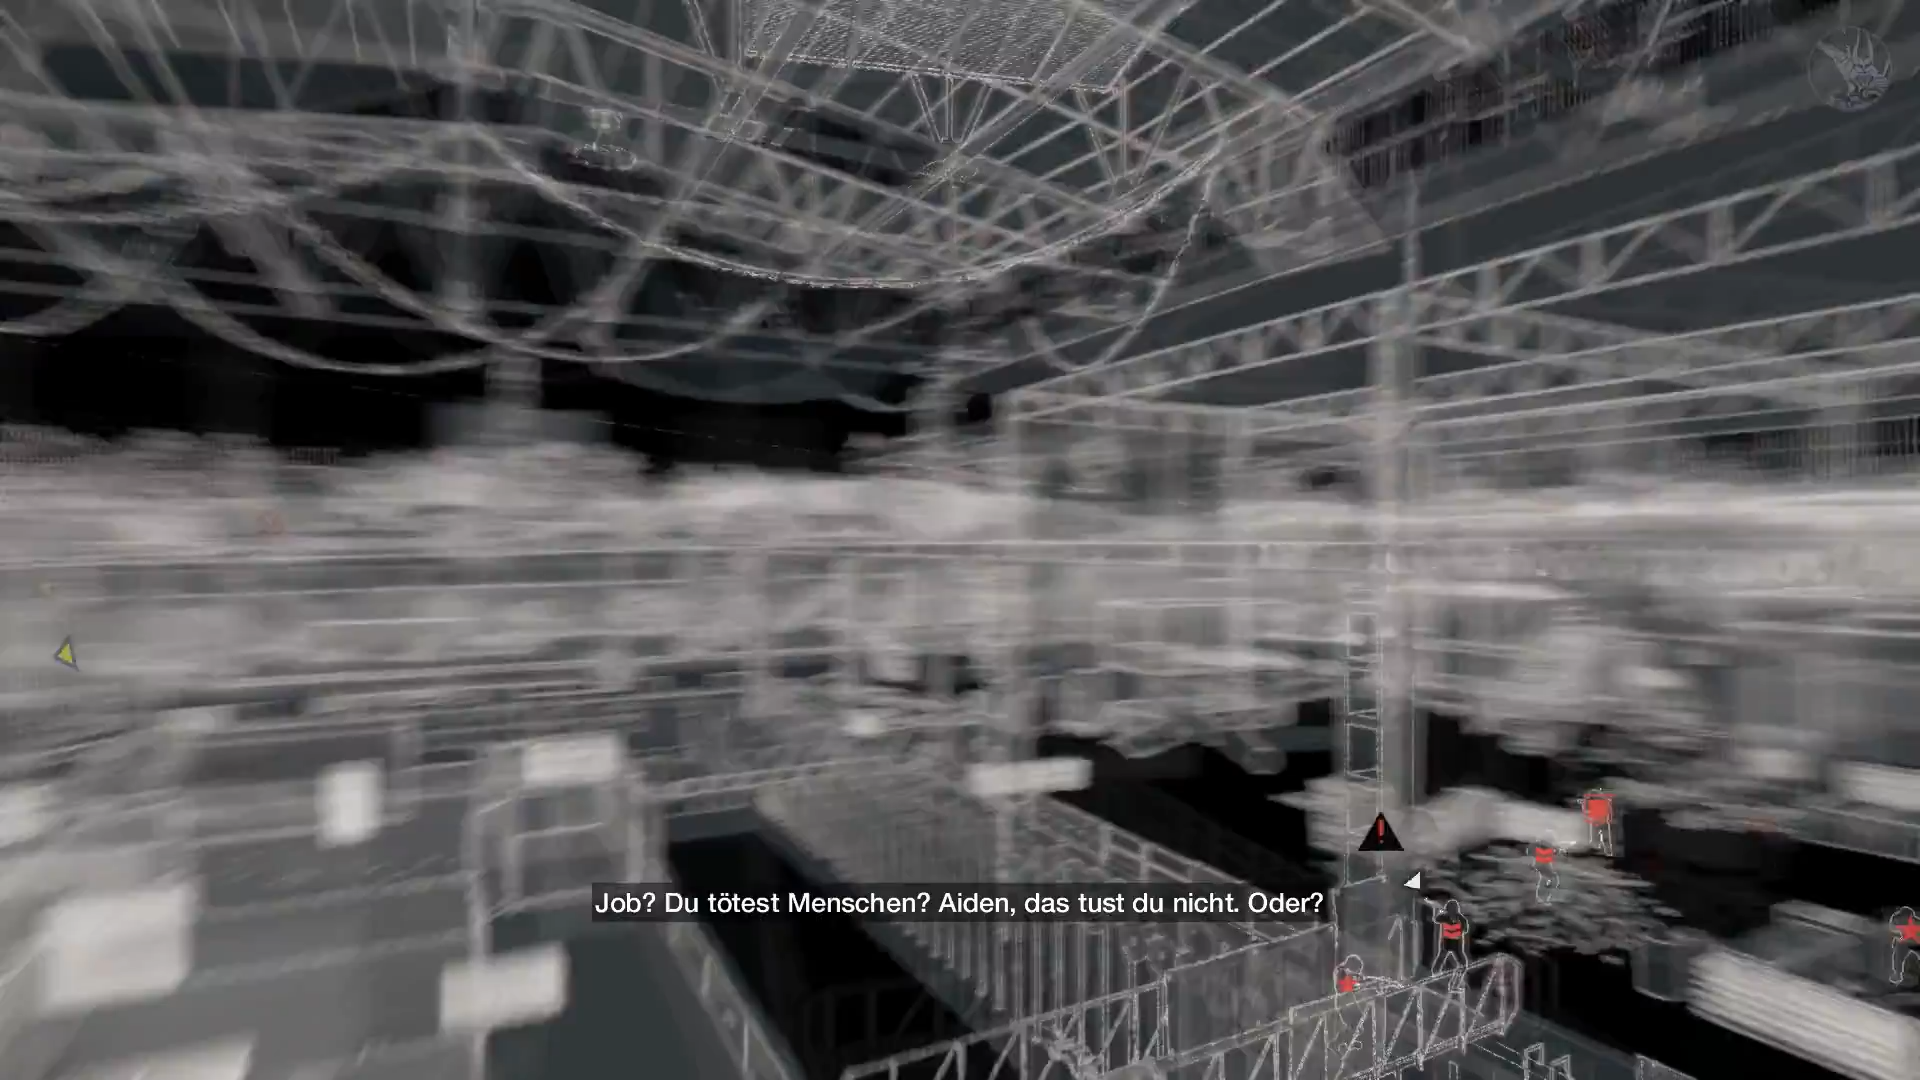 Job? Du tötest Menschen? Aiden, das tust du nicht. Oder?